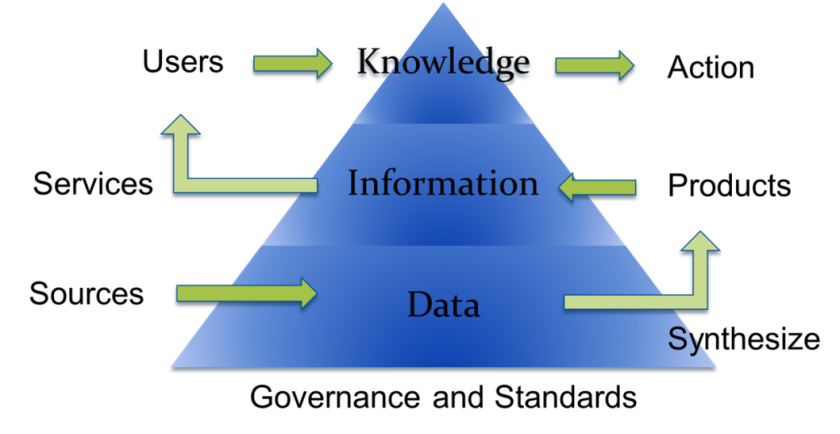 Users
Knowledge
Action
Services
Information
Products
Sources
Data
Synthesize
Governance and Standards